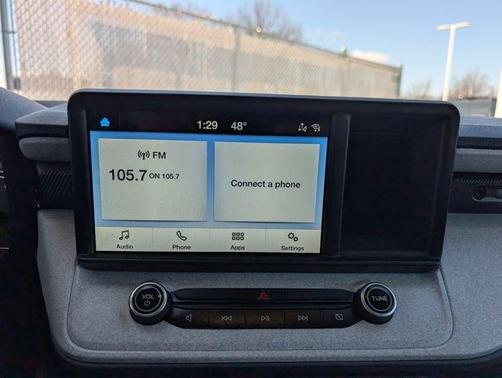 1:29 48°
FM
105.7 ON 105.7
Connect a phone
Audio Phone Apps Settings
VOL
TUNE